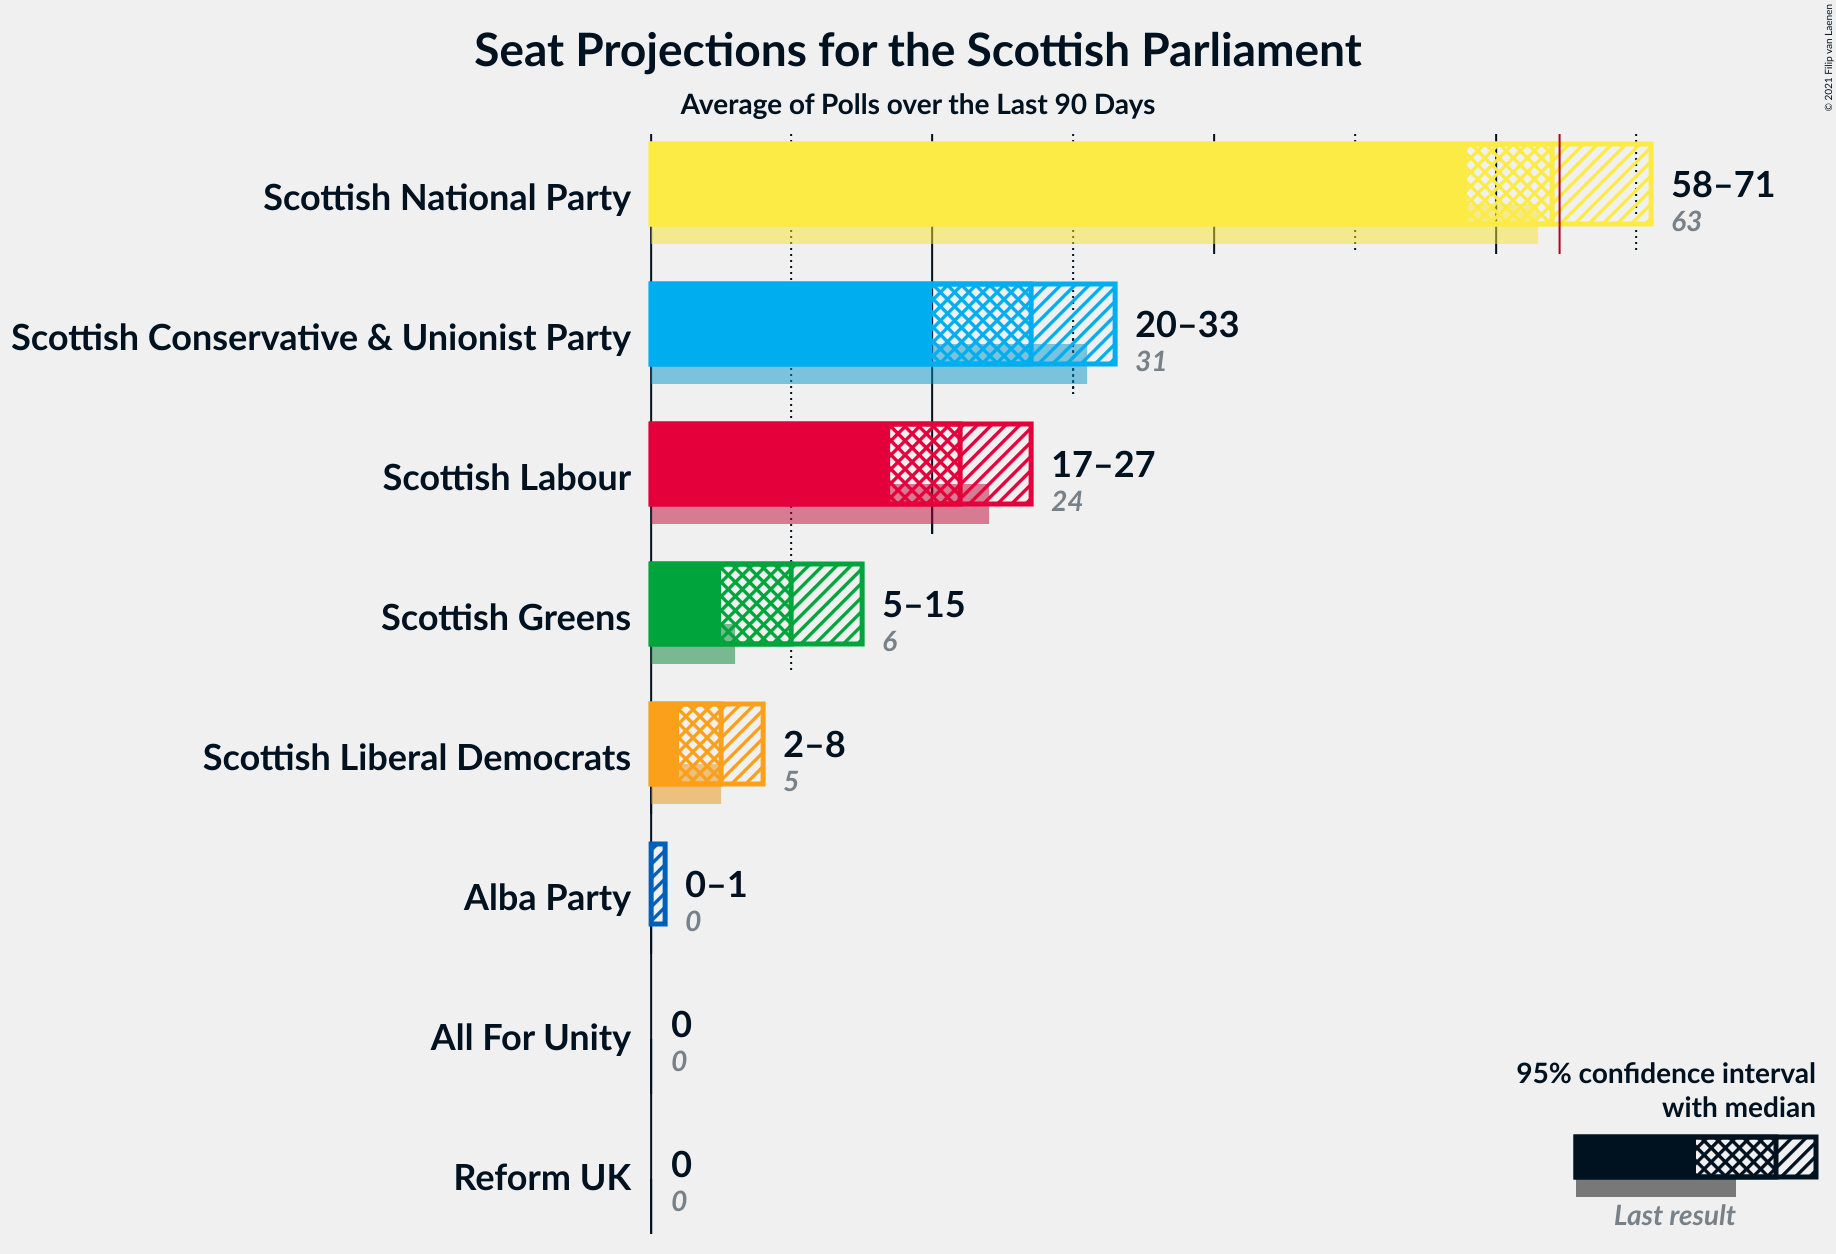 Seat Projections for the Scottish Parliament
Average of Polls over the Last 90 Days
© 2021 Filip van Laenen
Scottish National Party
58–71
63
Scottish Conservative & Unionist Party
20–33
31
Scottish Labour
17–27
24
Scottish Greens
5–15
6
Scottish Liberal Democrats
2–8
5
Alba Party
0–1
0
All For Unity
0
0
Reform UK
0
0
95% confidence interval
with median
Last result